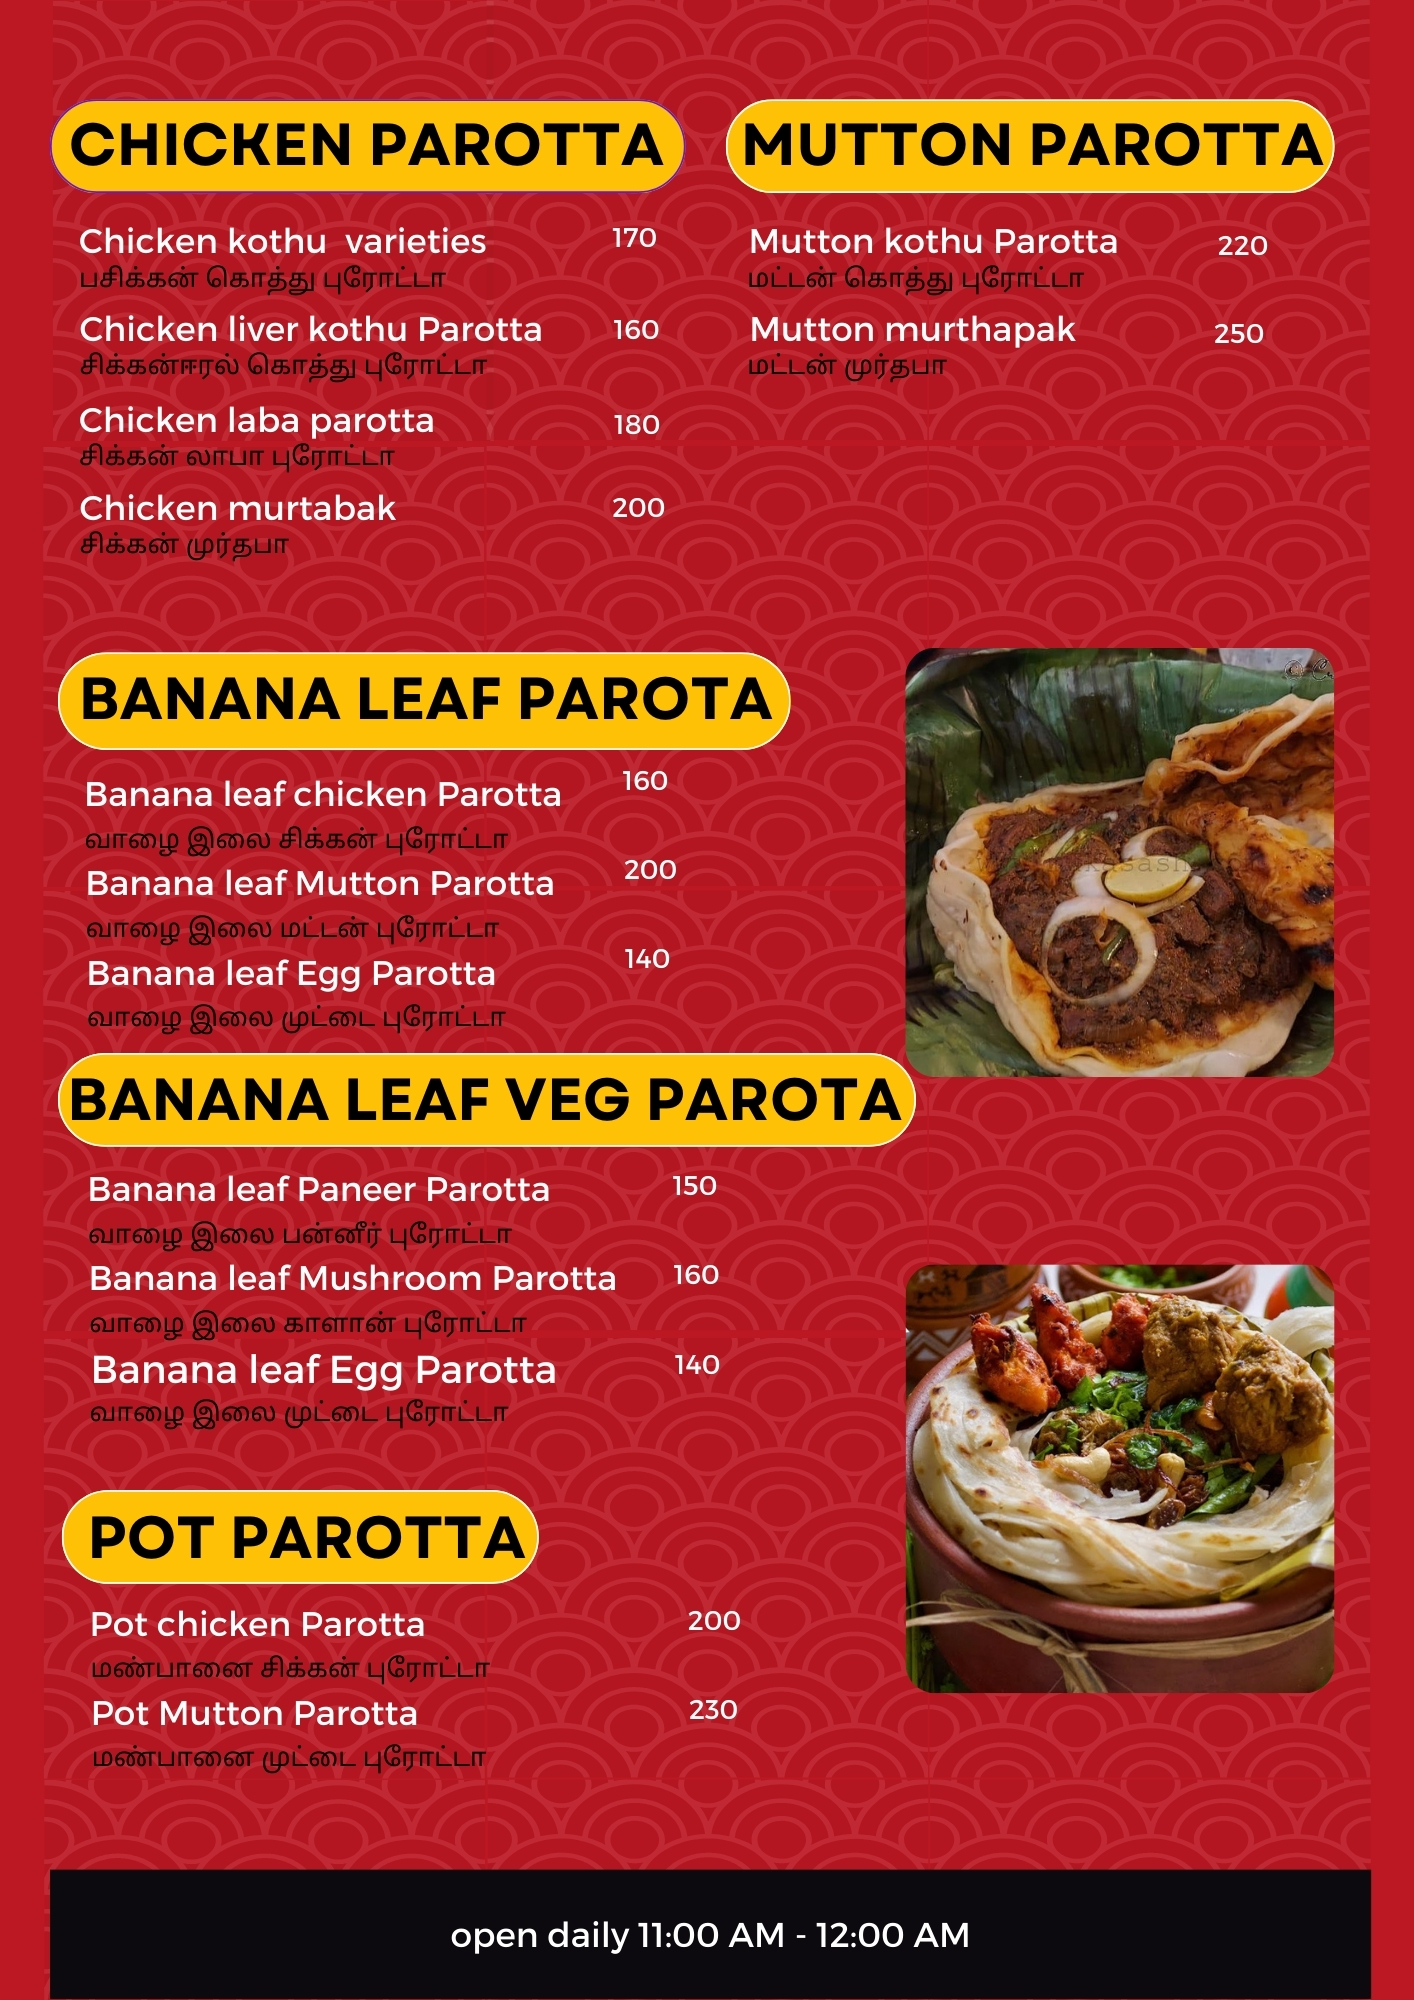 CHICKEN PAROTTA
Chicken kothu varieties 170
பசிக்கன் கொத்து புரோட்டா
Chicken liver kothu Parotta 160
சிக்கன்ஈரல் கொத்து புரோட்டா
Chicken laba parotta 180
சிக்கன் லாபா புரோட்டா
Chicken murtabak 200
சிக்கன் முர்தபா
MUTTON PAROTTA
Mutton kothu Parotta 220
மட்டன் கொத்து புரோட்டா
Mutton murthapak 250
மட்டன் முர்தபா
BANANA LEAF PAROTA
Banana leaf chicken Parotta 160
வாழை இலை சிக்கன் புரோட்டா
Banana leaf Mutton Parotta 200
வாழை இலை மட்டன் புரோட்டா
Banana leaf Egg Parotta 140
வாழை இலை முட்டை புரோட்டா
BANANA LEAF VEG PAROTA
Banana leaf Paneer Parotta 150
வாழை இலை பன்னீர் புரோட்டா
Banana leaf Mushroom Parotta 160
வாழை இலை காளான் புரோட்டா
Banana leaf Egg Parotta 140
வாழை இலை முட்டை புரோட்டா
POT PAROTTA
Pot chicken Parotta 200
மண்பானை சிக்கன் புரோட்டா
Pot Mutton Parotta 230
மண்பானை முட்டை புரோட்டா
open daily 11:00 AM - 12:00 AM